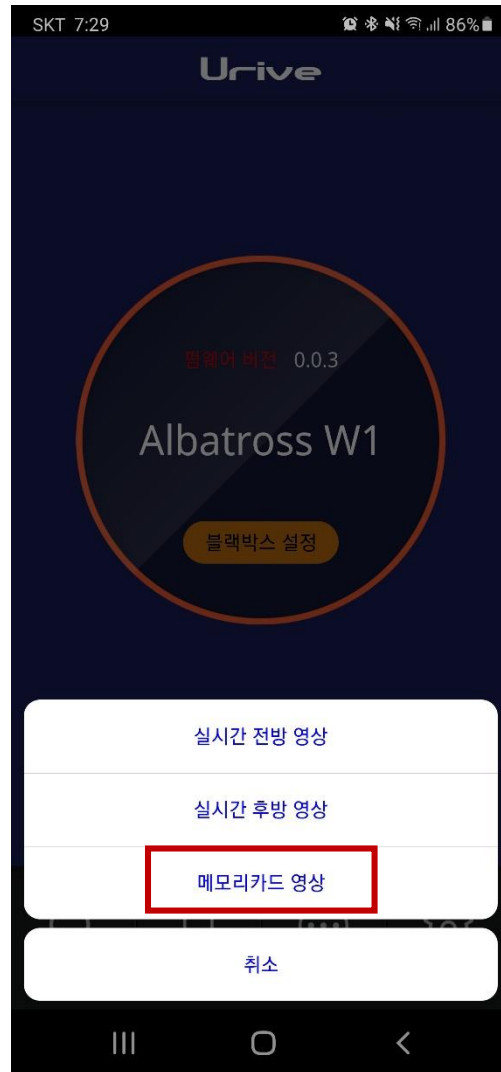 SKT 7:29 86%
Urive
펌웨어 버전 0.0.3
Albatross W1
블랙박스 설정
실시간 전방 영상
실시간 후방 영상
메모리카드 영상
취소